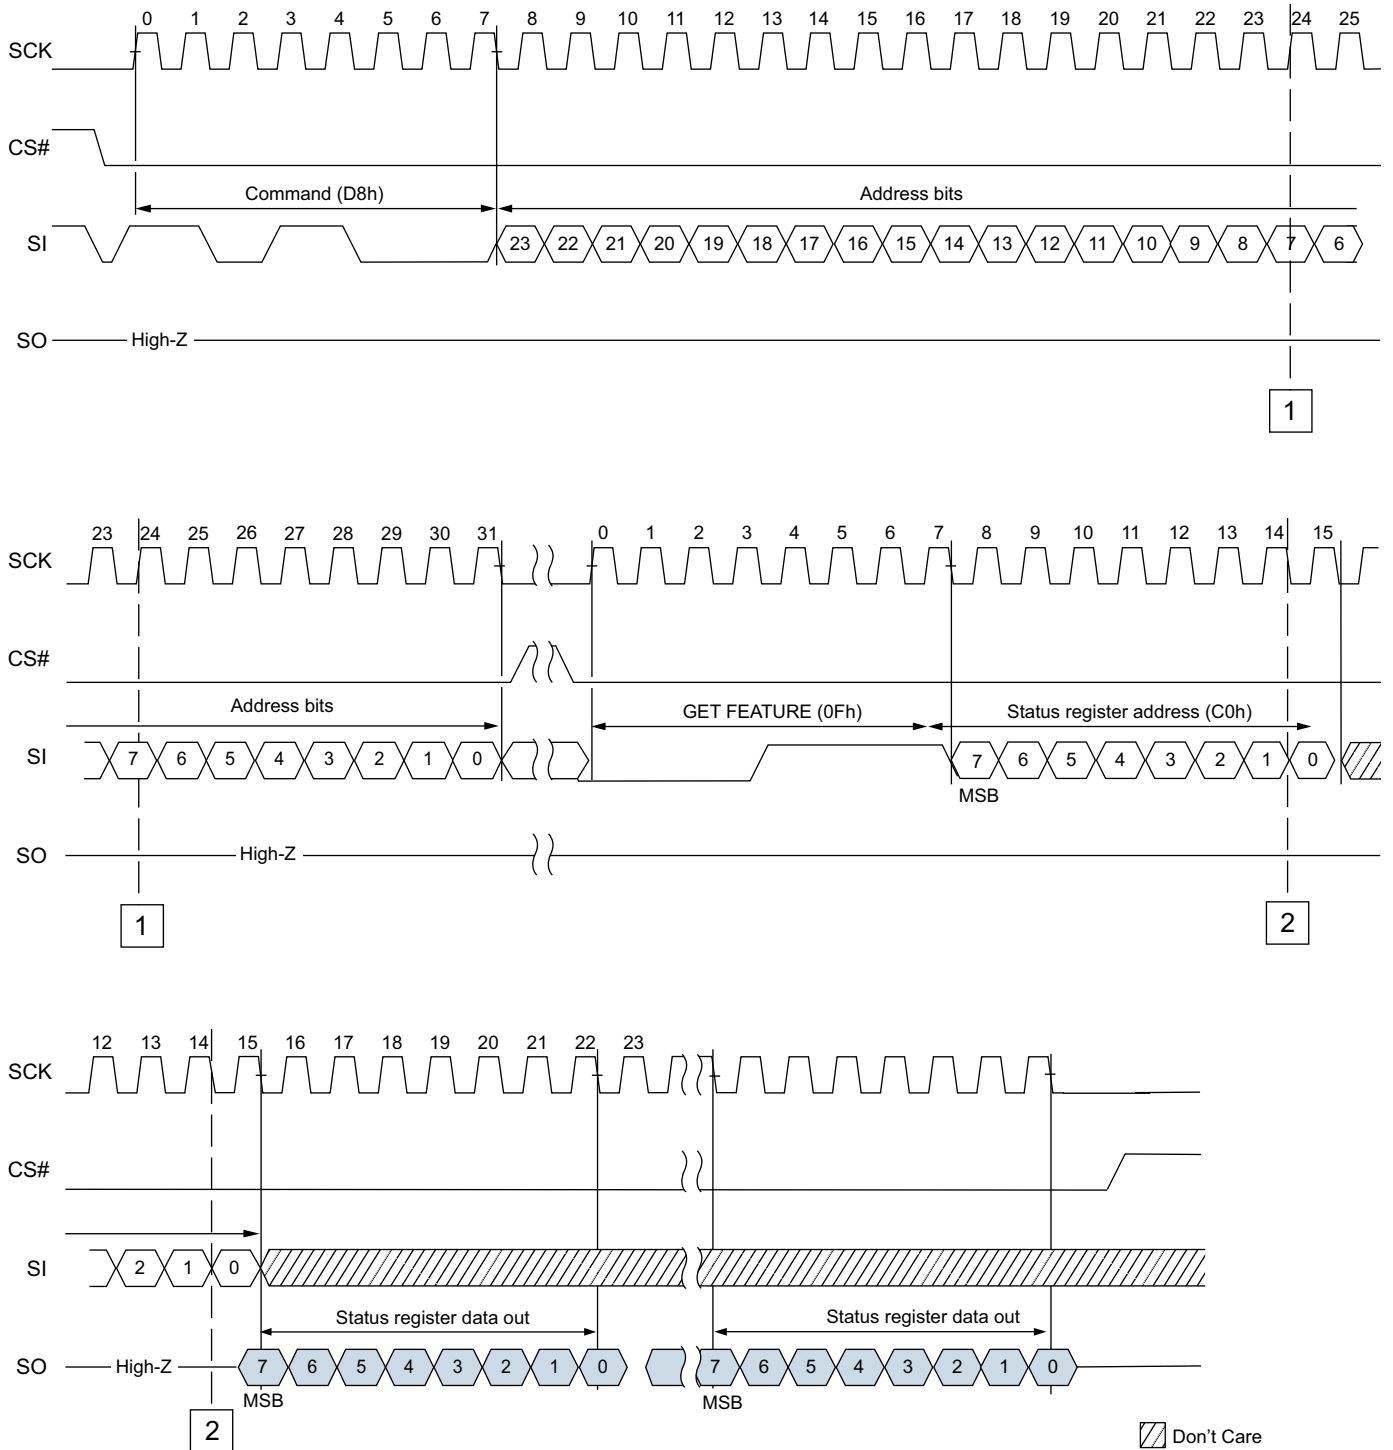 0 1 2 3 4 5 6 7 8 9 10 11 12 13 14 15 16 17 18 19 20 21 22 23 24 25
SCK
CS#
Command (D8h) Address bits
SI 23 22 21 20 19 18 17 16 15 14 13 12 11 10 9 8 7 6
SO High-Z
1
23 24 25 26 27 28 29 30 31 0 1 2 3 4 5 6 7 8 9 10 11 12 13 14 15
SCK
CS#
Address bits GET FEATURE (0Fh) Status register address (C0h)
SI 7 6 5 4 3 2 1 0 7 6 5 4 3 2 1 0
MSB
SO High-Z
1 2
12 13 14 15 16 17 18 19 20 21 22 23
SCK
CS#
SI 2 1 0
Status register data out Status register data out
SO High-Z 7 6 5 4 3 2 1 0 7 6 5 4 3 2 1 0
MSB MSB
2
Don't Care